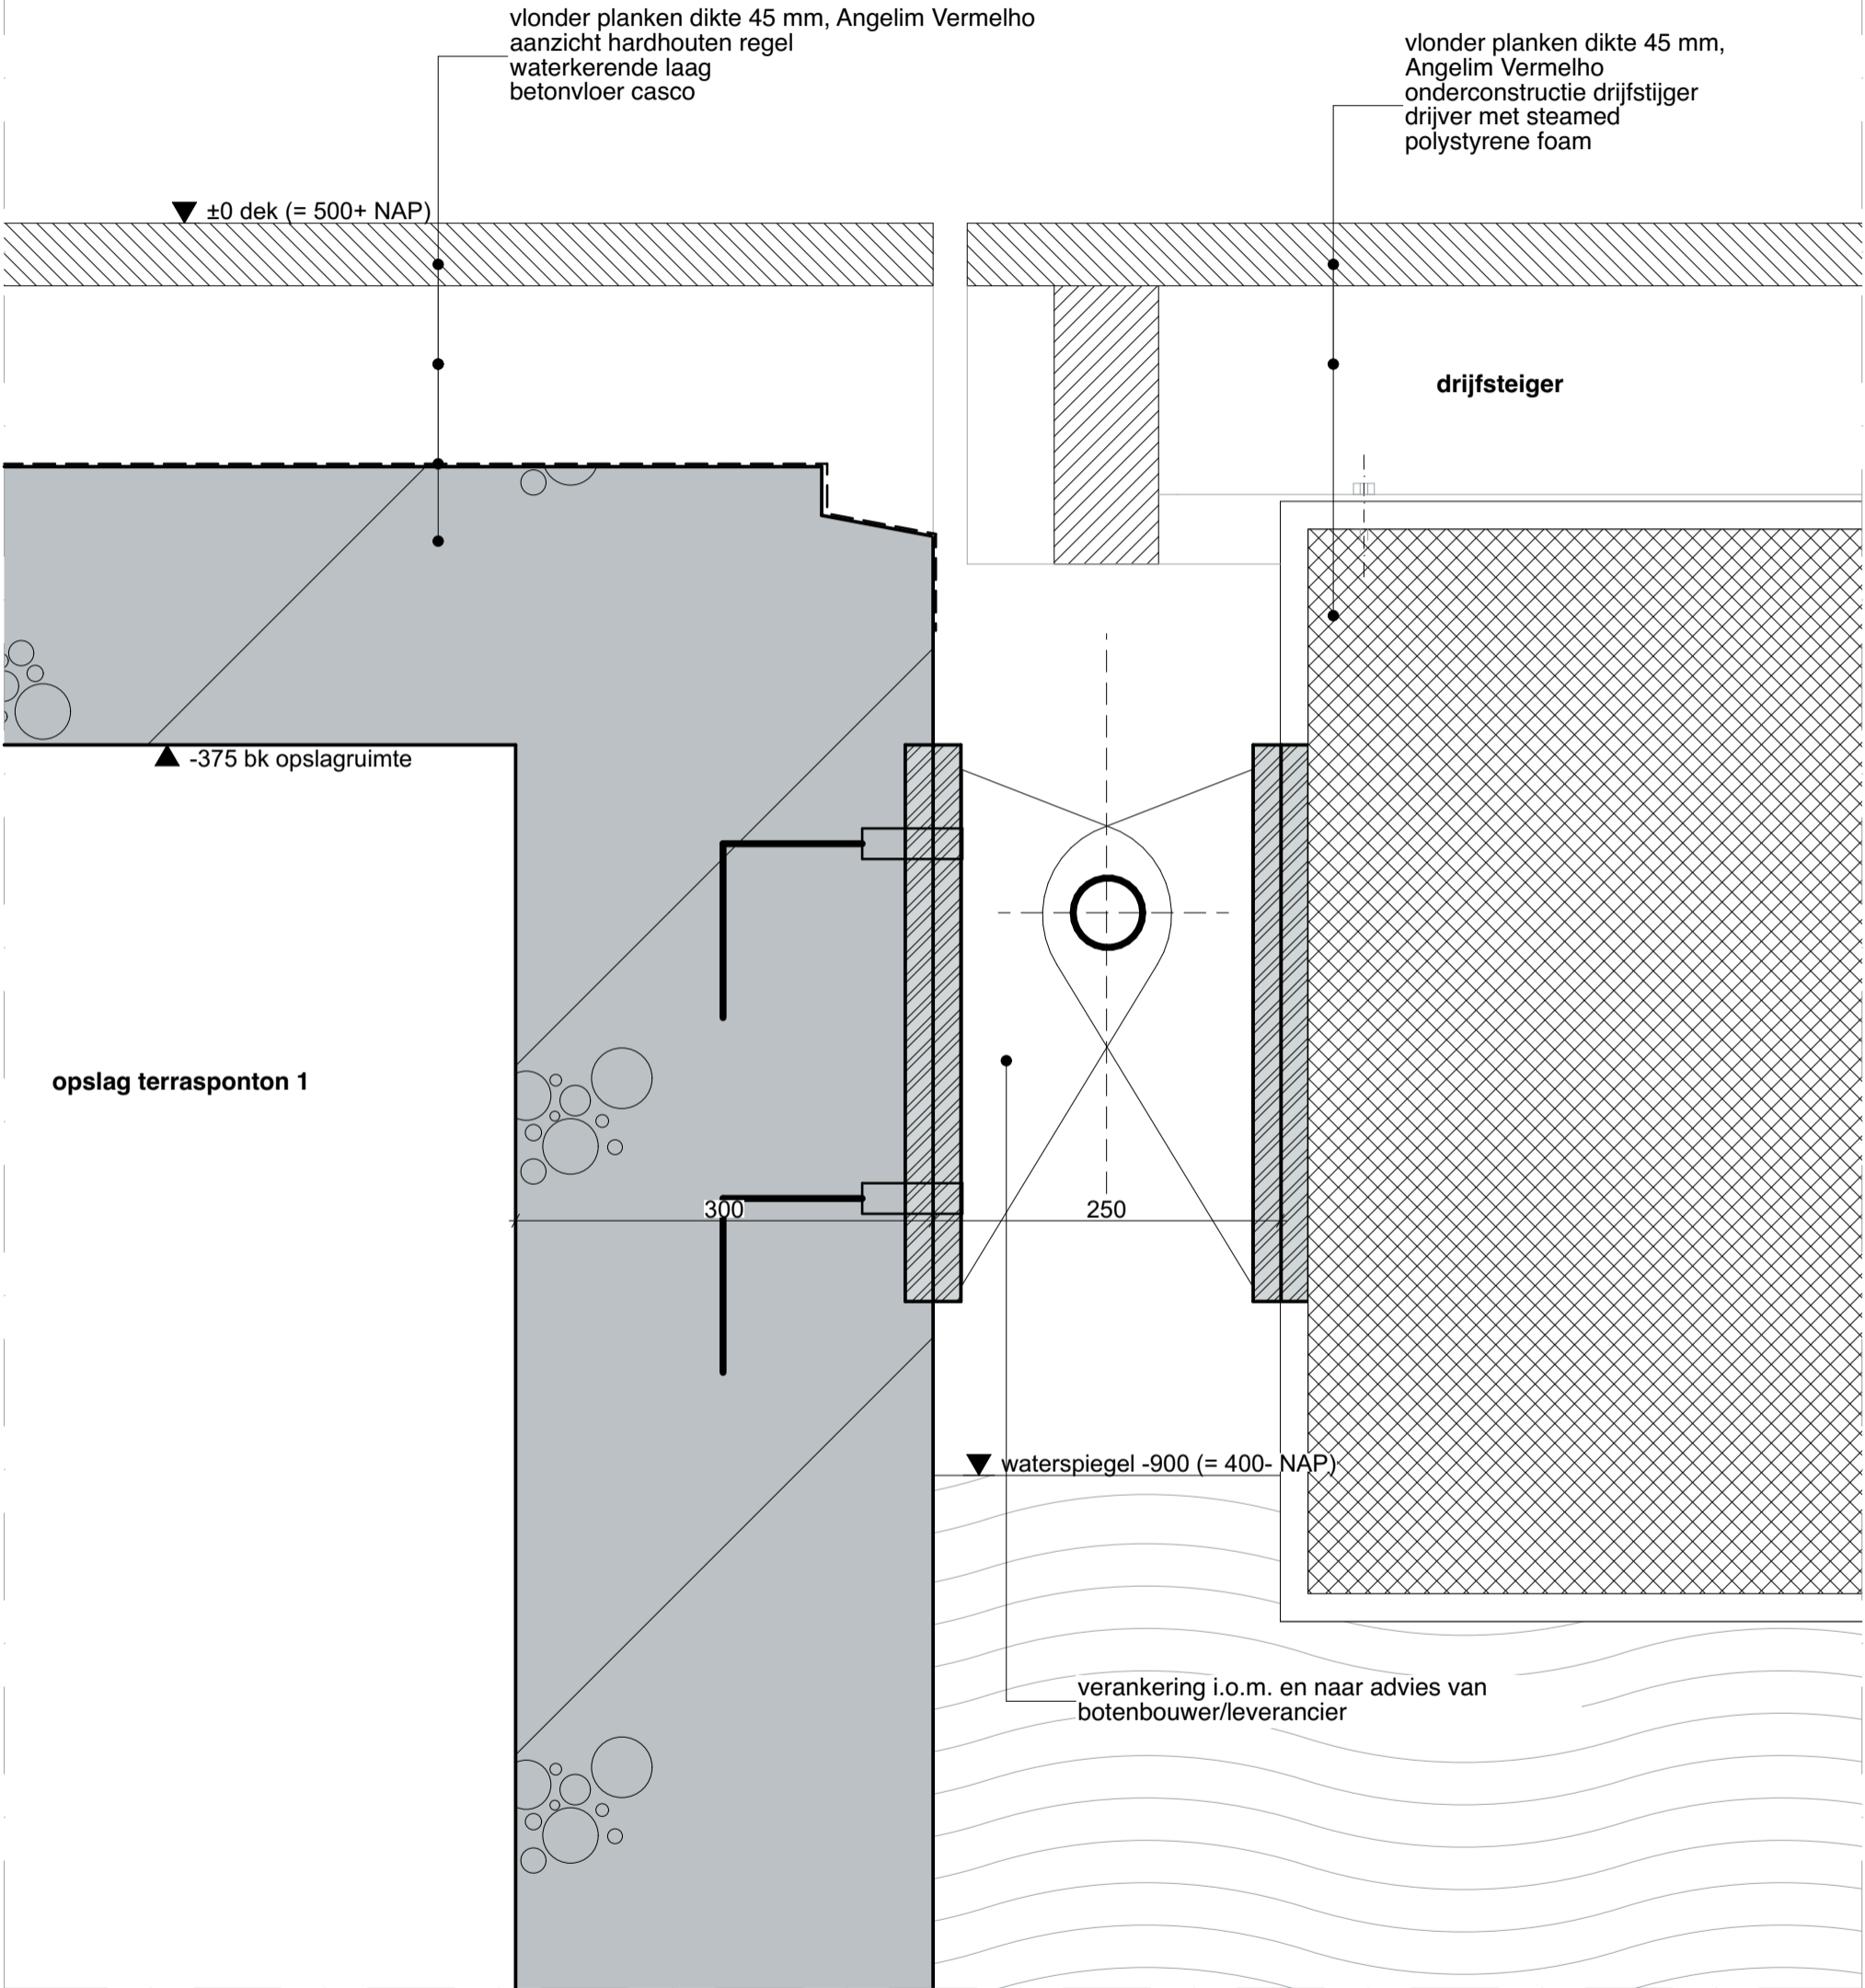 vlonder planken dikte 45 mm, Angelim Vermelho
aanzicht hardhouten regel
waterkerende laag
betonvloer casco
vlonder planken dikte 45 mm,
Angelim Vermelho
onderconstructie drijfstijger
drijver met steamed
polystyrene foam
±0 dek (= 500+ NAP)
drijfsteiger
-375 bk opslagruimte
opslag terrasponton 1
300
250
waterspiegel -900 (= 400- NAP)
verankering i.o.m. en naar advies van
botenbouwer/leverancier